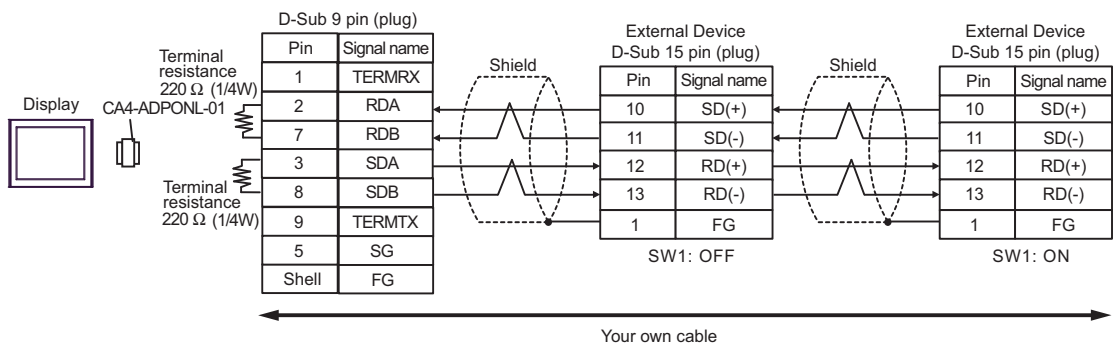 D-Sub 9 pin (plug)
Pin Signal name
1 TERMRX
2 RDA
7 RDB
3 SDA
8 SDB
9 TERMTX
5 SG
Shell FG
Display
CA4-ADPONL-01
Terminal
resistance
220 Ω (1/4W)
Terminal
resistance
220 Ω (1/4W)
Shield
External Device
D-Sub 15 pin (plug)
Pin Signal name
10 SD(+)
11 SD(-)
12 RD(+)
13 RD(-)
1 FG
SW1: OFF
Shield
External Device
D-Sub 15 pin (plug)
Pin Signal name
10 SD(+)
11 SD(-)
12 RD(+)
13 RD(-)
1 FG
SW1: ON
Your own cable